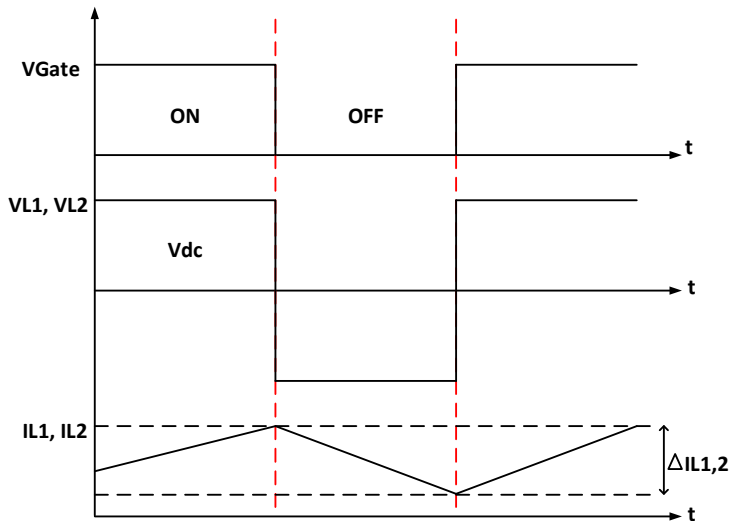 VGate
ON
OFF
t
VL1, VL2
Vdc
t
IL1, IL2
ΔIL1,2
t